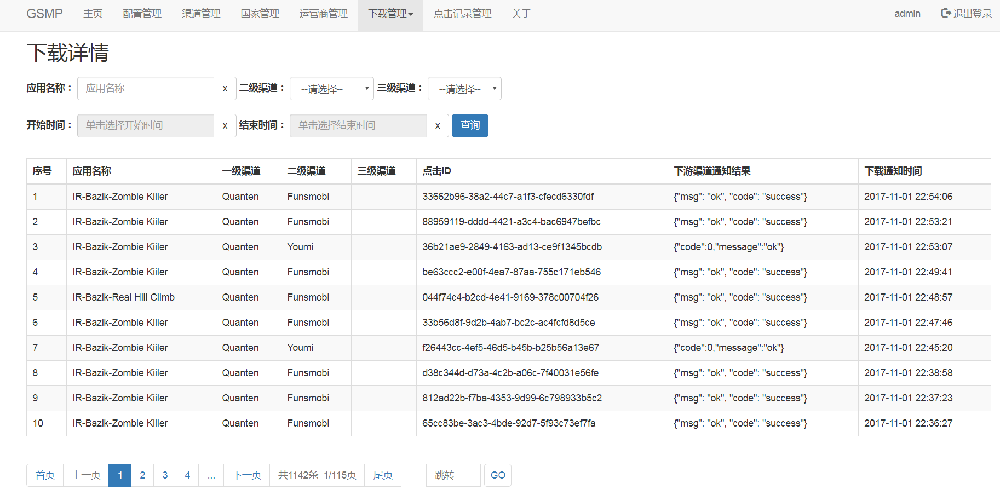 GSMP 主页 配置管理 渠道管理 国家管理 运营商管理 下载管理 点击记录管理 关于 admin 退出登录
下载详情
应用名称： 应用名称 x 二级渠道： --请选择-- 三级渠道： --请选择--
开始时间： 单击选择开始时间 x 结束时间： 单击选择结束时间 x 查询
序号 应用名称 一级渠道 二级渠道 三级渠道 点击ID 下游渠道通知结果 下载通知时间
1 IR-Bazik-Zombie Kiiler Quanten Funsmobi 33662b96-38a2-44c7-a1f3-cfecd6330fdf {"msg": "ok", "code": "success"} 2017-11-01 22:54:06
2 IR-Bazik-Zombie Kiiler Quanten Funsmobi 88959119-dddd-4421-a3c4-bac6947befbc {"msg": "ok", "code": "success"} 2017-11-01 22:53:21
3 IR-Bazik-Zombie Kiiler Quanten Youmi 36b21ae9-2849-4163-ad13-ce9f1345bcdb {"code":0,"message":"ok"} 2017-11-01 22:53:07
4 IR-Bazik-Zombie Kiiler Quanten Funsmobi be63ccc2-e00f-4ea7-87aa-755c171eb546 {"msg": "ok", "code": "success"} 2017-11-01 22:49:41
5 IR-Bazik-Real Hill Climb Quanten Funsmobi 044f74c4-b2cd-4e41-9169-378c00704f26 {"msg": "ok", "code": "success"} 2017-11-01 22:48:57
6 IR-Bazik-Zombie Kiiler Quanten Funsmobi 33b56d8f-9d2b-4ab7-bc2c-ac4fcfd8d5ce {"msg": "ok", "code": "success"} 2017-11-01 22:47:46
7 IR-Bazik-Zombie Kiiler Quanten Youmi f26443cc-4ef5-46d5-b45b-b25b56a13e67 {"code":0,"message":"ok"} 2017-11-01 22:45:20
8 IR-Bazik-Zombie Kiiler Quanten Funsmobi d38c344d-d73a-4c2b-a06c-7f40031e56fe {"msg": "ok", "code": "success"} 2017-11-01 22:38:58
9 IR-Bazik-Zombie Kiiler Quanten Funsmobi 812ad22b-f7ba-4353-9d99-6c798933b5c2 {"msg": "ok", "code": "success"} 2017-11-01 22:37:23
10 IR-Bazik-Zombie Kiiler Quanten Funsmobi 65cc83be-3ac3-4bde-92d7-5f93c73ef7fa {"msg": "ok", "code": "success"} 2017-11-01 22:36:27
首页 上一页 1 2 3 4 ... 下一页 共1142条 1/115页 尾页 跳转 GO